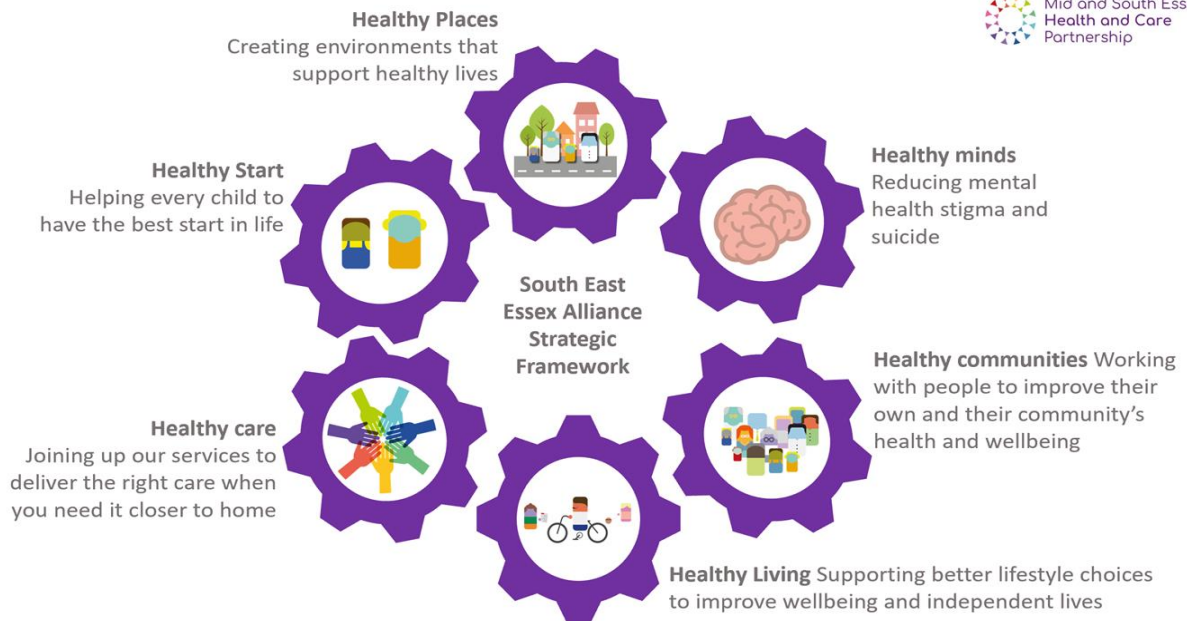 Mid and South Ess
Health and Care
Partnership
Healthy Places
Creating environments that
support healthy lives
Healthy minds
Reducing mental
health stigma and
suicide
Healthy Start
Helping every child to
have the best start in life
South East
Essex Alliance
Strategic
Framework
Healthy communities Working
with people to improve their
own and their community’s
health and wellbeing
Healthy care
Joining up our services to
deliver the right care when
you need it closer to home
Healthy Living Supporting better lifestyle choices
to improve wellbeing and independent lives